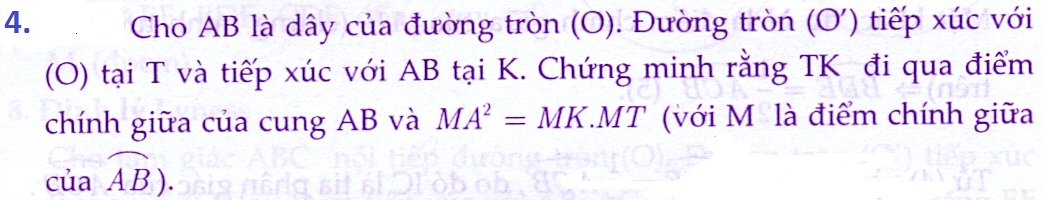 4. Cho AB là dây của đường tròn (O). Đường tròn (O′) tiếp xúc với
(O) tại T và tiếp xúc với AB tại K. Chứng minh rằng TK đi qua điểm
chính giữa của cung AB và MA² = MK.MT (với M là điểm chính giữa
của \overset{\frown}{AB}).